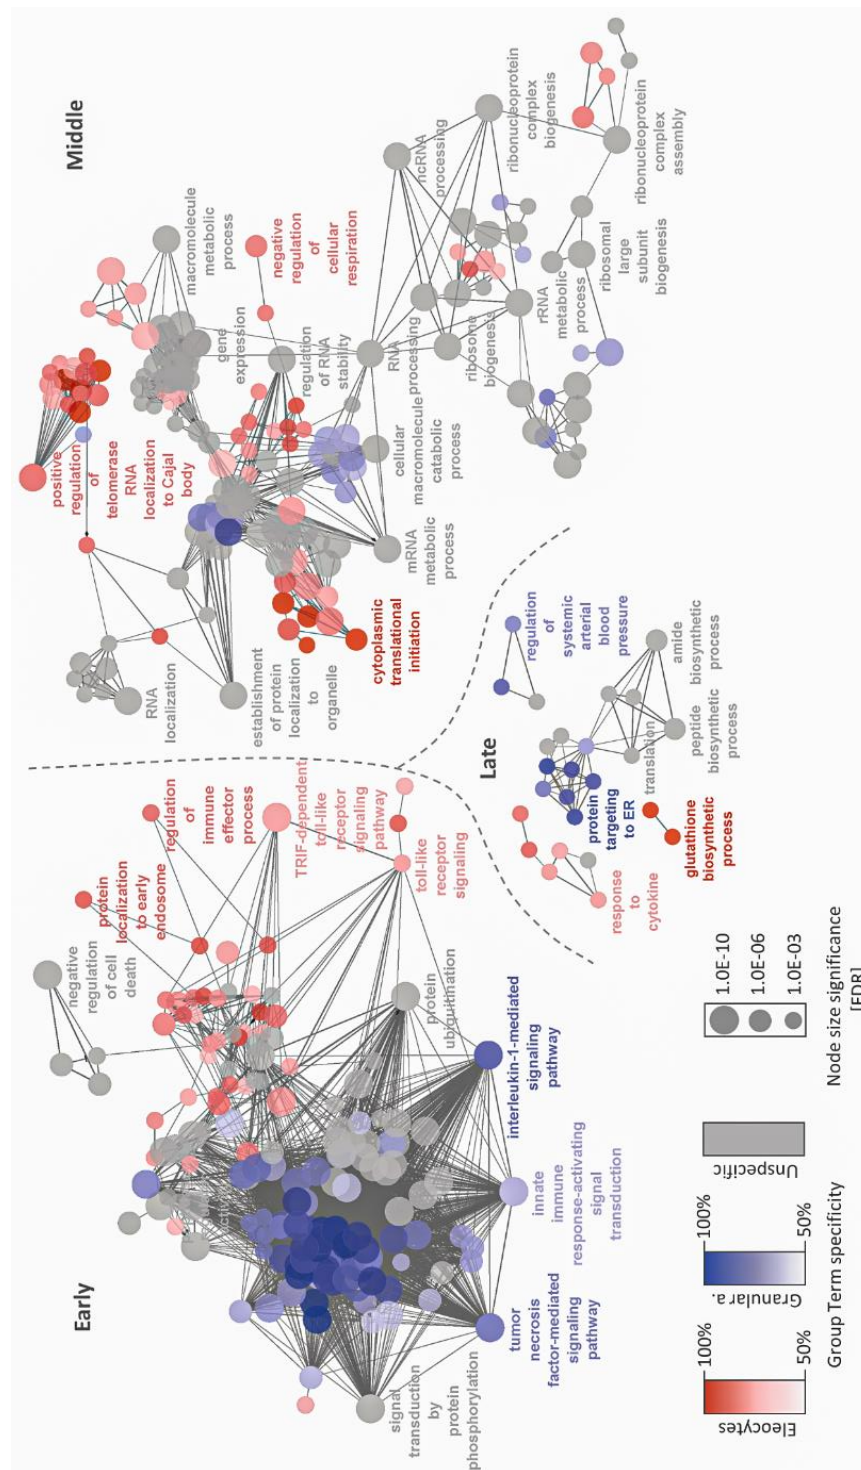 Early
negative
regulation
of cell
death
protein
localization
to early
endosome
regulation
of
immune
effector
process
TRIF-dependent
toll-like
receptor
signaling
pathway
toll-like
receptor
signaling
protein
ubiquitination
interleukin-1-mediated
signaling
pathway
innate
immune
response-activating
signal
transduction
tumor
necrosis
factor-mediated
signaling
pathway
signal
transduction
by
protein
phosphorylation
Middle
RNA
localization
establishment
of protein
localization
to
organelle
cytoplasmic
translational
initiation
positive
regulation
of
telomerase
RNA
localization
to Cajal
body
macromolecule
metabolic
process
gene
expression
negative
regulation
of
cellular
respiration
regulation
of RNA
stability
RNA
processing
mRNA
metabolic
process
cellular
macromolecule
catabolic
process
ncRNA
processing
ribosome
biogenesis
rRNA
metabolic
process
ribonucleoprotein
complex
biogenesis
ribosomal
large
subunit
biogenesis
ribonucleoprotein
complex
assembly
Late
response
to
cytokine
protein
targeting
to ER
glutathione
biosynthetic
process
regulation
of
systemic
arterial
blood
pressure
translation
peptide
biosynthetic
process
amide
biosynthetic
process
Eleocytes
100%
50%
Granulara.
100%
50%
Unspecific
Group Term specificity
1.0E-10
1.0E-06
1.0E-03
Node size significance
[FDR]